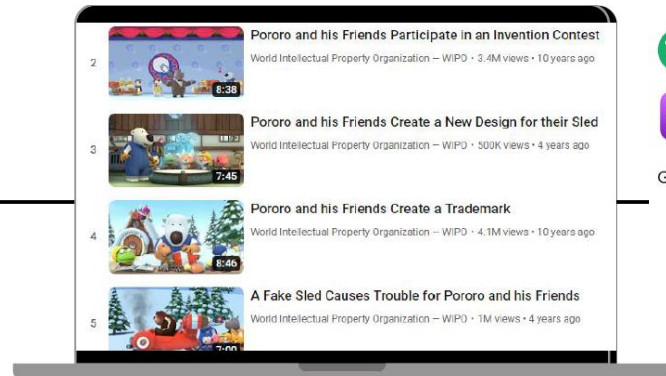 Pororo and his Friends Participate in an Invention Contest
2
World Intellectual Property Organization – WIPO • 3.4M views • 10 years ago
8:38
Pororo and his Friends Create a New Design for their Sled
3
World Intellectual Property Organization – WIPO • 500K views • 4 years ago
7:45
Pororo and his Friends Create a Trademark
4
World Intellectual Property Organization – WIPO • 4.1M views • 10 years ago
8:46
A Fake Sled Causes Trouble for Pororo and his Friends
5
World Intellectual Property Organization – WIPO • 1M views • 4 years ago
7:00
G